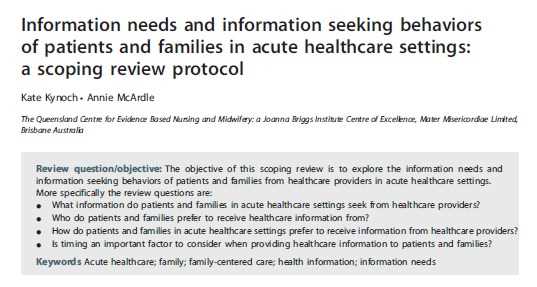 Information needs and information seeking behaviors
of patients and families in acute healthcare settings:
a scoping review protocol
Kate Kynoch • Annie McArdle
The Queensland Centre for Evidence Based Nursing and Midwifery: a Joanna Briggs Institute Centre of Excellence, Mater Misericordiae Limited,
Brisbane Australia
Review question/objective: The objective of this scoping review is to explore the information needs and
information seeking behaviors of patients and families from healthcare providers in acute healthcare settings.
More specifically the review questions are:
• What information do patients and families in acute healthcare settings seek from healthcare providers?
• Who do patients and families prefer to receive healthcare information from?
• How do patients and families in acute healthcare settings prefer to receive information from healthcare providers?
• Is timing an important factor to consider when providing healthcare information to patients and families?
Keywords Acute healthcare; family; family-centered care; health information; information needs